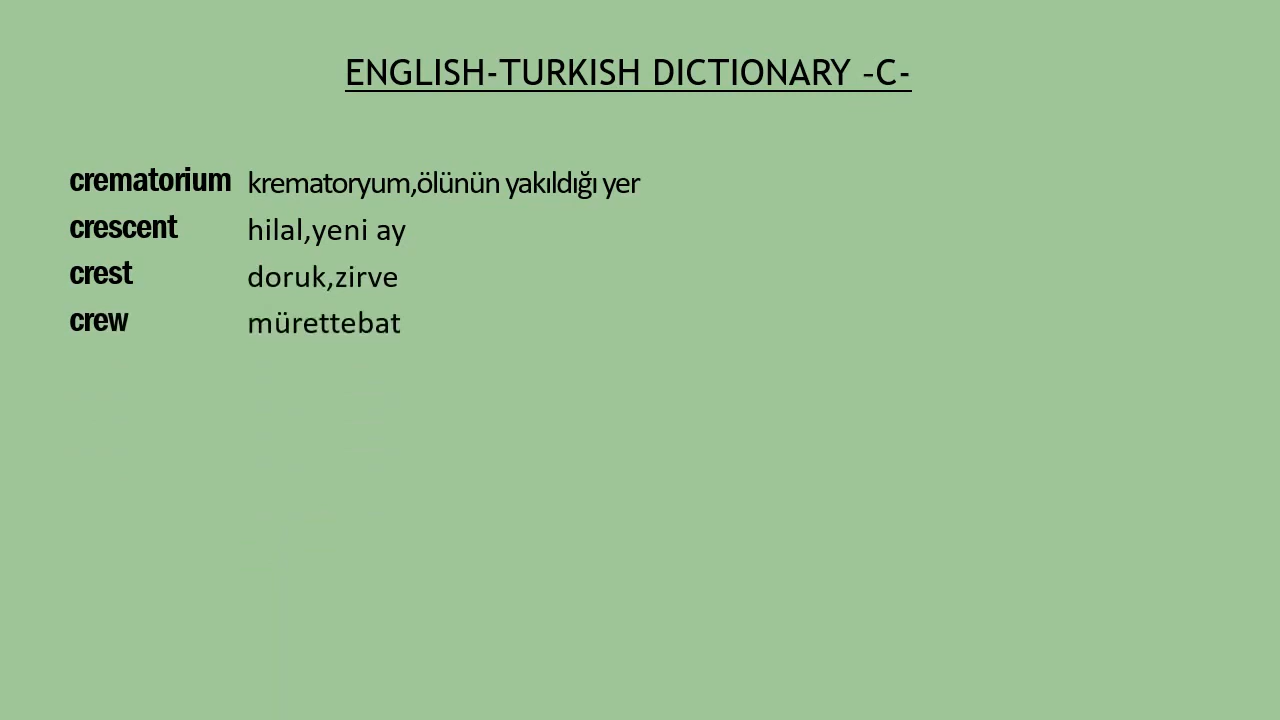 ENGLISH-TURKISH DICTIONARY –C-
crematorium krematoryum,ölünün yakıldığı yer
crescent hilal,yeni ay
crest doruk,zirve
crew mürettebat